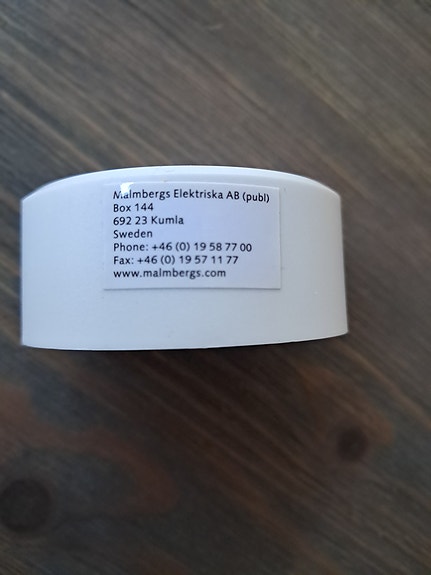 Malmbergs Elektriska AB (publ)
Box 144
692 23 Kumla
Sweden
Phone: +46 (0) 19 58 77 00
Fax: +46 (0) 19 57 11 77
www.malmbergs.com